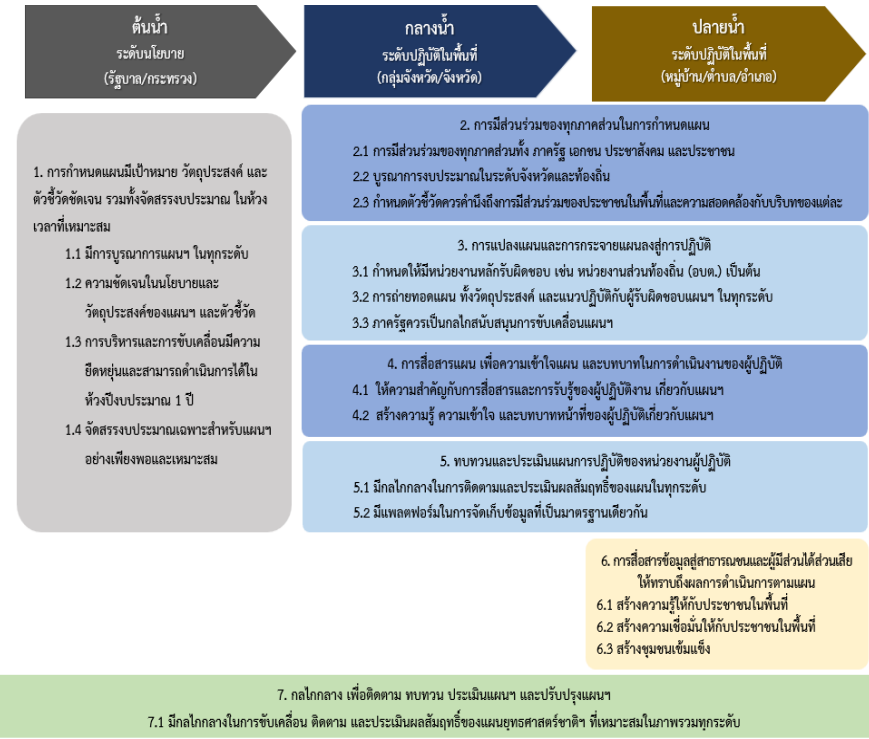 ต้นน้ำ
ระดับนโยบาย
(รัฐบาล/กระทรวง)
กลางน้ำ
ระดับปฏิบัติในพื้นที่
(กลุ่มจังหวัด/จังหวัด)
ปลายน้ำ
ระดับปฏิบัติในพื้นที่
(หมู่บ้าน/ตำบล/อำเภอ)
1. การกำหนดแผนมีเป้าหมาย วัตถุประสงค์ และ
ตัวชี้วัดชัดเจน รวมทั้งจัดสรรงบประมาณ ในห้วง
เวลาที่เหมาะสม
1.1 มีการบูรณาการแผนฯ ในทุกระดับ
1.2 ความชัดเจนในนโยบายและ
วัตถุประสงค์ของแผนฯ และตัวชี้วัด
1.3 การบริหารและการขับเคลื่อนมีความ
ยืดหยุ่นและสามารถดำเนินการได้ใน
ห้วงปีงบประมาณ 1 ปี
1.4 จัดสรรงบประมาณเฉพาะสำหรับแผนฯ
อย่างเพียงพอและเหมาะสม
2. การมีส่วนร่วมของทุกภาคส่วนในการกำหนดแผน
2.1 การมีส่วนร่วมของทุกภาคส่วนทั้ง ภาครัฐ เอกชน ประชาสังคม และประชาชน
2.2 บูรณาการงบประมาณในระดับจังหวัดและท้องถิ่น
2.3 กำหนดตัวชี้วัดควรคำนึงถึงการมีส่วนร่วมของประชาชนในพื้นที่และความสอดคล้องกับบริบทของแต่ละ
3. การแปลงแผนและการกระจายแผนลงสู่การปฏิบัติ
3.1 กำหนดให้มีหน่วยงานหลักรับผิดชอบ เช่น หน่วยงานส่วนท้องถิ่น (อบต.) เป็นต้น
3.2 การถ่ายทอดแผน ทั้งวัตถุประสงค์ และแนวปฏิบัติกับผู้รับผิดชอบแผนฯ ในทุกระดับ
3.3 ภาครัฐควรเป็นกลไกสนับสนุนการขับเคลื่อนแผนฯ
4. การสื่อสารแผน เพื่อความเข้าใจแผน และบทบาทในการดำเนินงานของผู้ปฏิบัติ
4.1 ให้ความสำคัญกับการสื่อสารและการรับรู้ของผู้ปฏิบัติงาน เกี่ยวกับแผนฯ
4.2 สร้างความรู้ ความเข้าใจ และบทบาทหน้าที่ของผู้ปฏิบัติเกี่ยวกับแผนฯ
5. ทบทวนและประเมินแผนการปฏิบัติของหน่วยงานผู้ปฏิบัติ
5.1 มีกลไกกลางในการติดตามและประเมินผลสัมฤทธิ์ของแผนในทุกระดับ
5.2 มีแพลตฟอร์มในการจัดเก็บข้อมูลที่เป็นมาตรฐานเดียวกัน
6. การสื่อสารข้อมูลสู่สาธารณชนและผู้มีส่วนได้ส่วนเสีย
ให้ทราบถึงผลการดำเนินการตามแผน
6.1 สร้างความรู้ให้กับประชาชนในพื้นที่
6.2 สร้างความเชื่อมั่นให้กับประชาชนในพื้นที่
6.3 สร้างชุมชนเข้มแข็ง
7. กลไกกลาง เพื่อติดตาม ทบทวน ประเมินแผนฯ และปรับปรุงแผนฯ
7.1 มีกลไกกลางในการขับเคลื่อน ติดตาม และประเมินผลสัมฤทธิ์ของแผนยุทธศาสตร์ชาติฯ ที่เหมาะสมในภาพรวมทุกระดับ